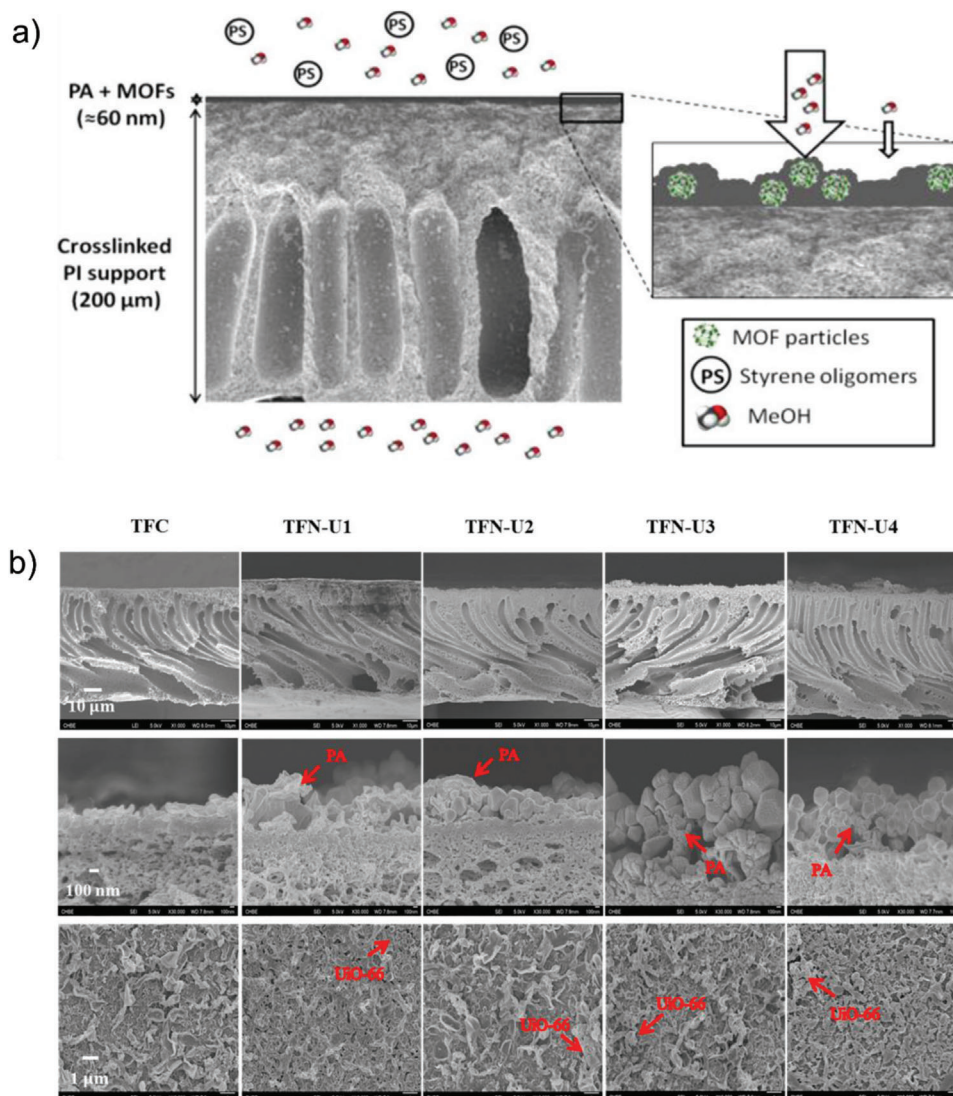 a)
PS
PS
PS
PS
PS
PA + MOFs
(≈60 nm)
Crosslinked
PI support
(200 µm)
MOF particles
PS Styrene oligomers
MeOH
b)
TFC TFN-U1 TFN-U2 TFN-U3 TFN-U4
10 µm
PA
PA
PA
PA
100 nm
UiO-66
UiO-66
UiO-66
UiO-66
1 µm